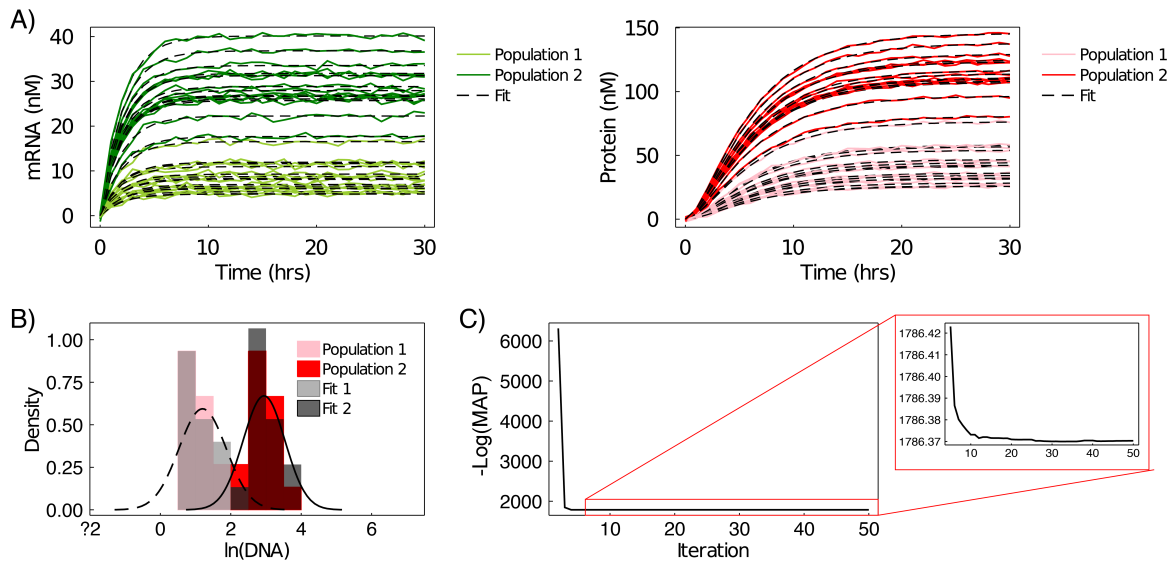 A)
mRNA (nM)
40
30
20
10
0
0 10 20 30
Time (hrs)
Population 1
Population 2
Fit
Protein (nM)
150
100
50
0
0 10 20 30
Time (hrs)
Population 1
Population 2
Fit
B)
Density
1.00
0.75
0.50
0.25
0.00
?2 0 2 4 6
ln(DNA)
Population 1
Population 2
Fit 1
Fit 2
C)
-Log(MAP)
6000
5000
4000
3000
2000
10 20 30 40 50
Iteration
1786.42
1786.41
1786.40
1786.38
1786.37
10 20 30 40 50